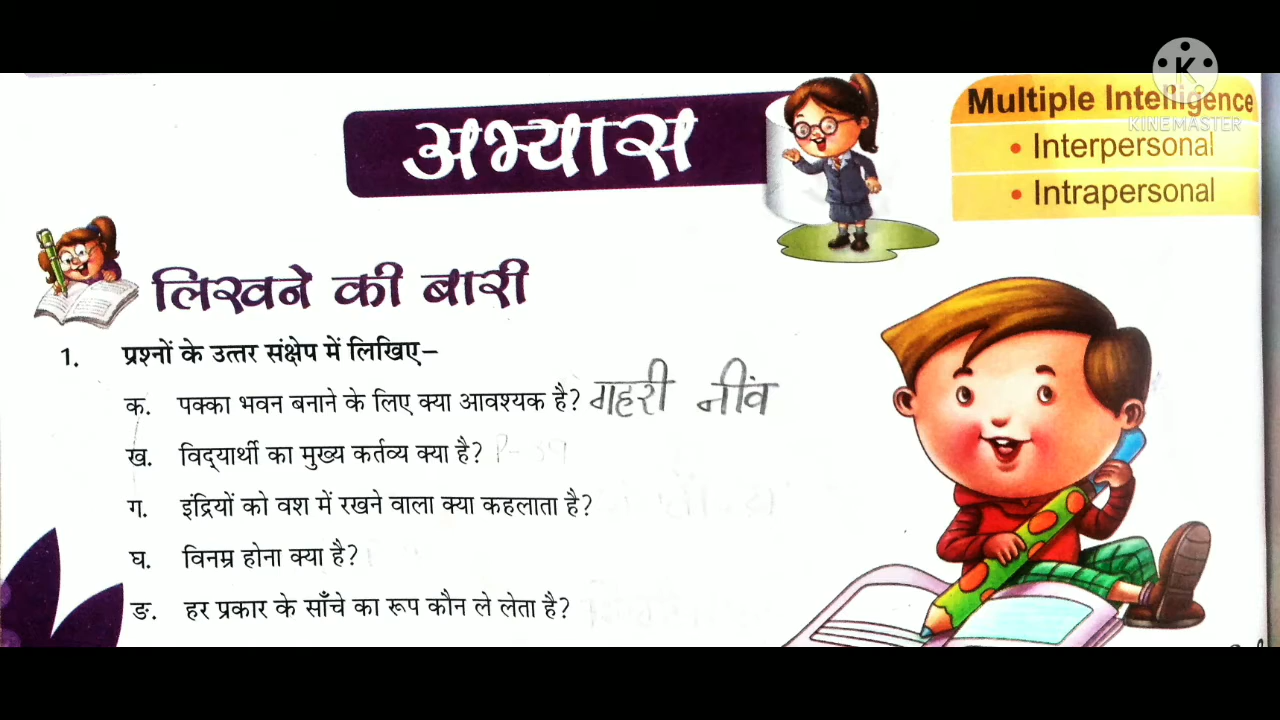 अभ्यास
Multiple Intelligence
• Interpersonal
• Intrapersonal
K
KINEMASTER
लिखने की बारी
1. प्रश्नों के उत्तर संक्षेप में लिखिए–
क. पक्का भवन बनाने के लिए क्या आवश्यक है? गहरी नींव
ख. विद्यार्थी का मुख्य कर्तव्य क्या है?
ग. इंद्रियों को वश में रखने वाला क्या कहलाता है?
घ. विनम्र होना क्या है?
ङ. हर प्रकार के साँचे का रूप कौन ले लेता है?